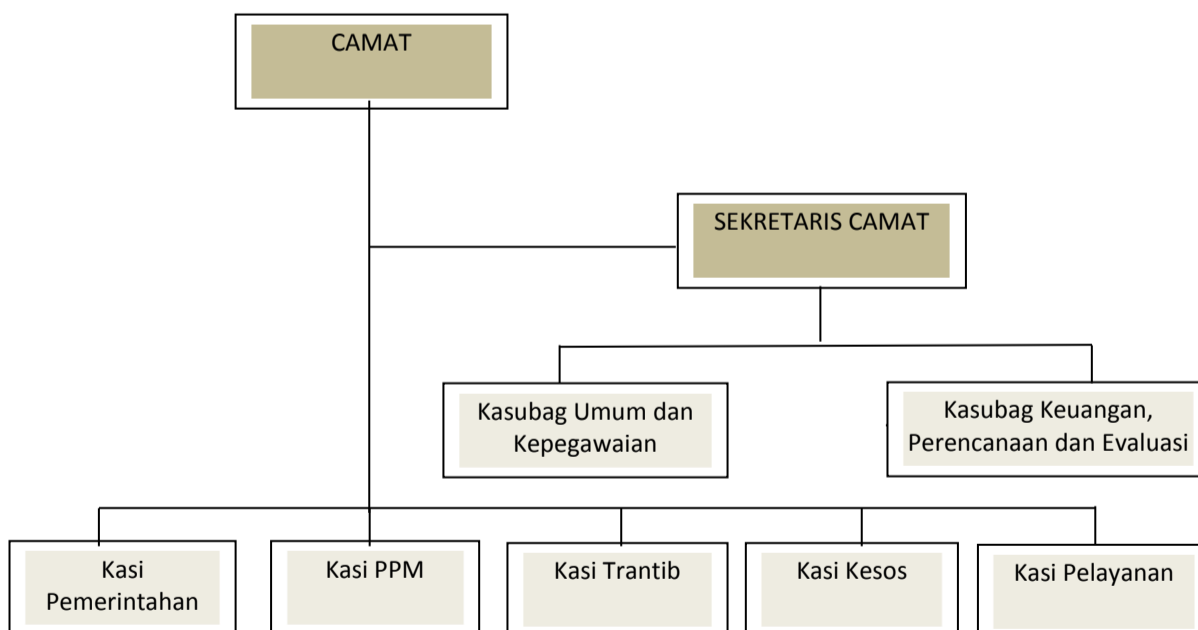 CAMAT
SEKRETARIS CAMAT
Kasubag Umum dan
Kepegawaian
Kasubag Keuangan,
Perencanaan dan Evaluasi
Kasi
Pemerintahan
Kasi PPM
Kasi Trantib
Kasi Kesos
Kasi Pelayanan